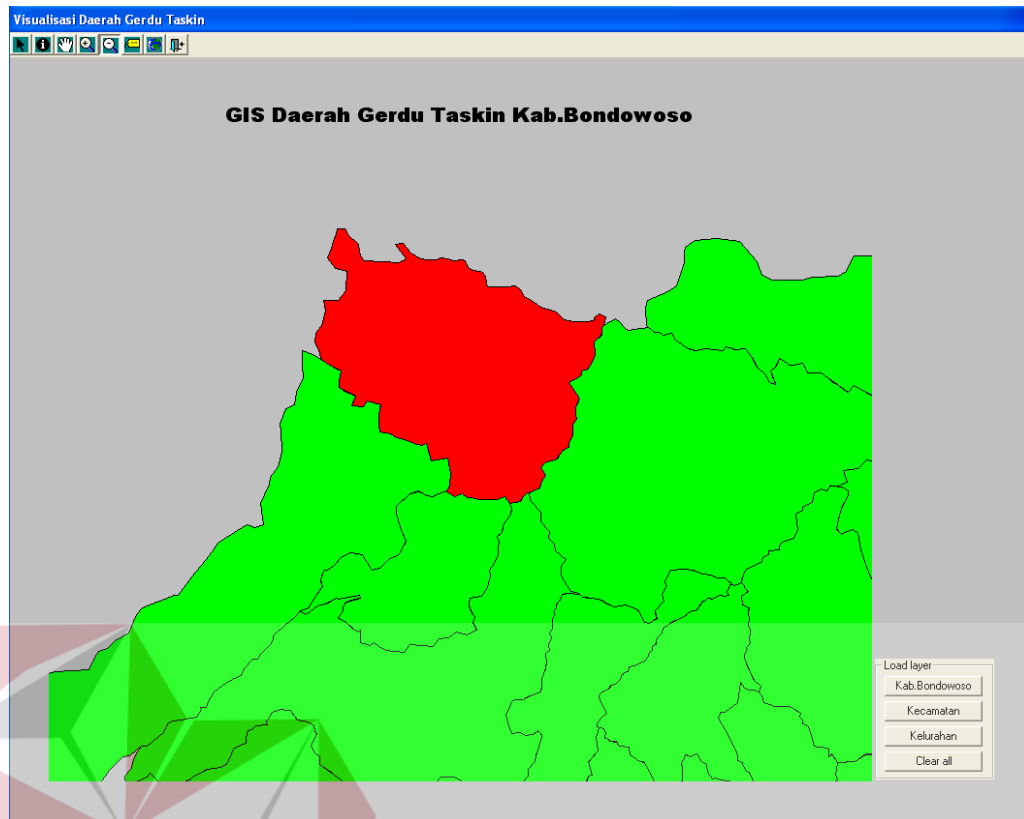 Visualisasi Daerah Gerdu Taskin
GIS Daerah Gerdu Taskin Kab.Bondowoso
Load layer
Kab.Bondowoso
Kecamatan
Kelurahan
Clear all